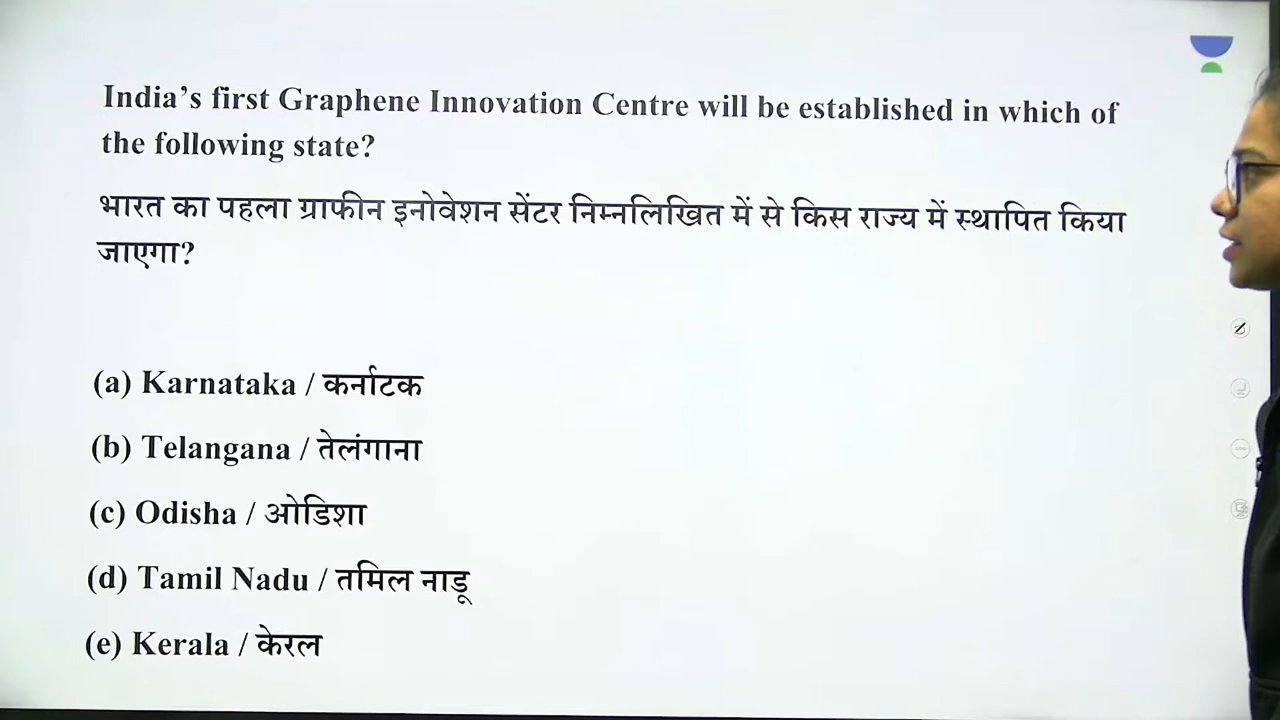 India’s first Graphene Innovation Centre will be established in which of
the following state?
भारत का पहला ग्राफीन इनोवेशन सेंटर निम्नलिखित में से किस राज्य में स्थापित किया
जाएगा?
(a) Karnataka / कर्नाटक
(b) Telangana / तेलंगाना
(c) Odisha / ओडिशा
(d) Tamil Nadu / तमिल नाडू
(e) Kerala / केरल